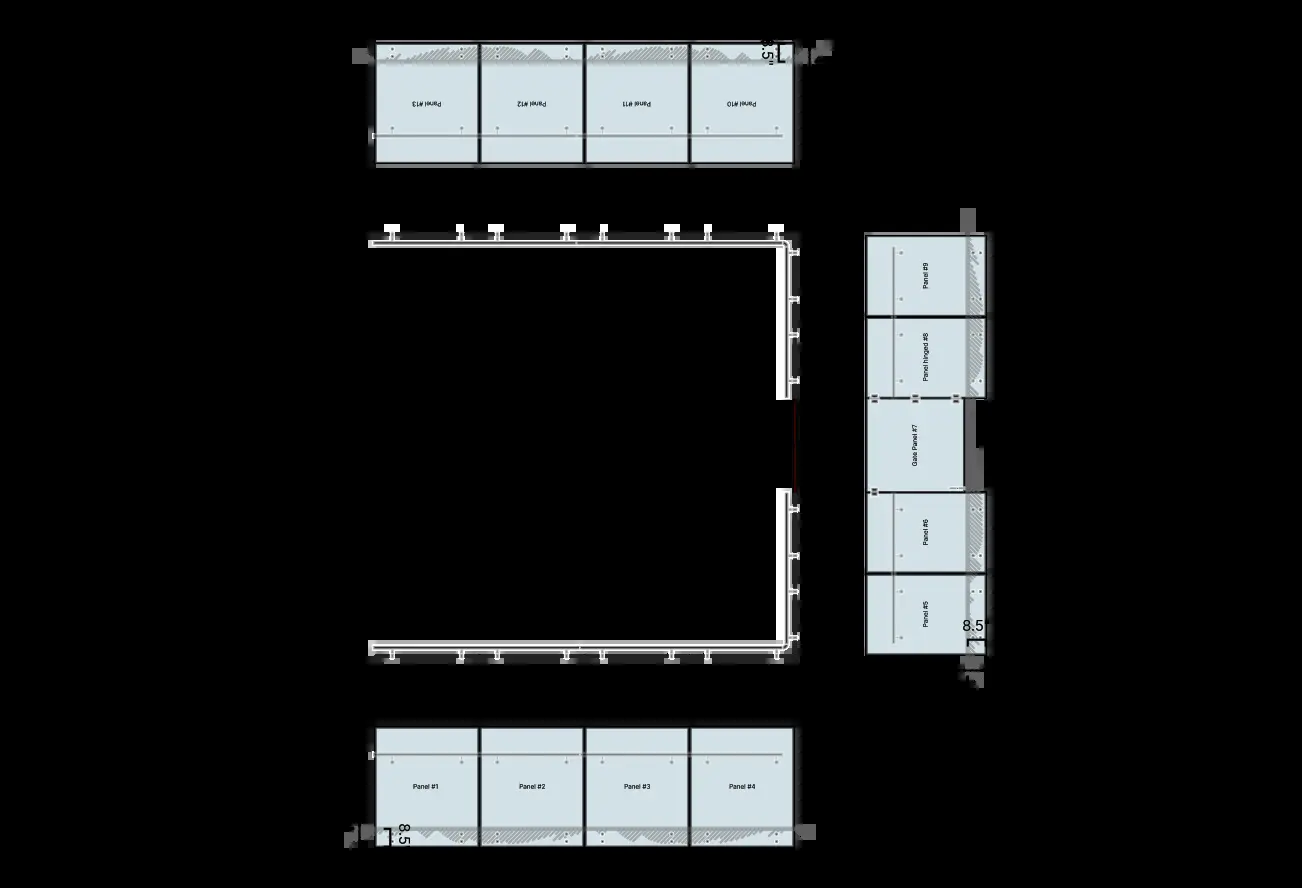 8.5"
Panel #13
Panel #12
Panel #11
Panel #10
Panel #9
Panel hinged #8
Gate Panel #7
Panel #6
Panel #5
8.5"
Panel #1
Panel #2
Panel #3
Panel #4
8.5"